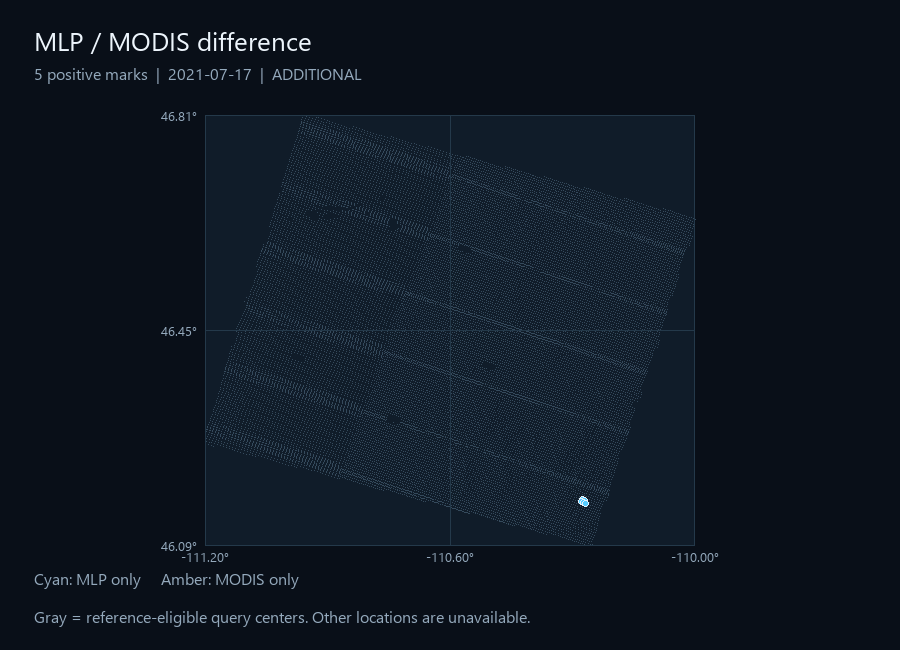 MLP / MODIS difference
5 positive marks | 2021-07-17 | ADDITIONAL
46.81°
46.45°
46.09°
-111.20° -110.60° -110.00°
Cyan: MLP only Amber: MODIS only
Gray = reference-eligible query centers. Other locations are unavailable.